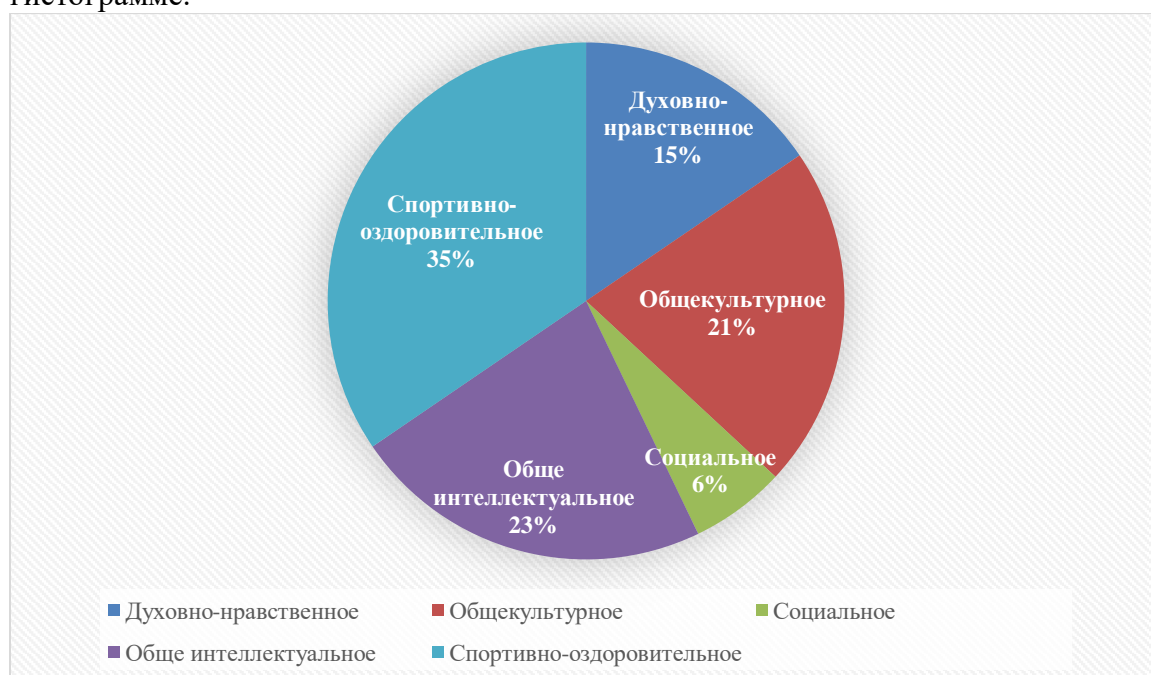 гистограмме.
Духовно-
нравственное
15%
Спортивно-
оздоровительное
35%
Общекультурное
21%
Социальное
6%
Обще
интеллектуальное
23%
Духовно-нравственное
Общекультурное
Социальное
Обще интеллектуальное
Спортивно-оздоровительное